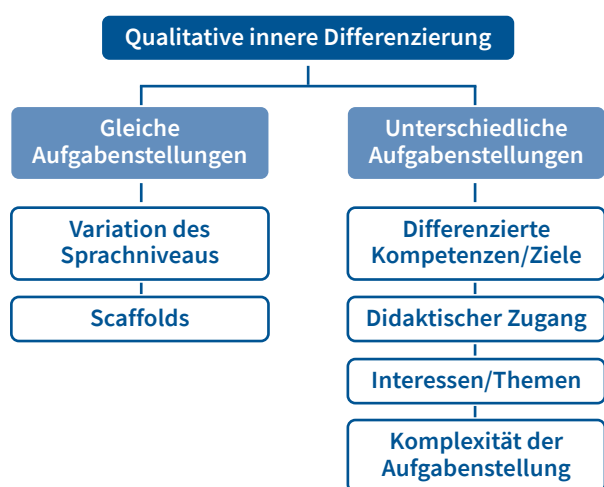 Qualitative innere Differenzierung
Gleiche
Aufgabenstellungen
Variation des
Sprachniveaus
Scaffolds
Unterschiedliche
Aufgabenstellungen
Differenzierte
Kompetenzen/Ziele
Didaktischer Zugang
Interessen/Themen
Komplexität der
Aufgabenstellung